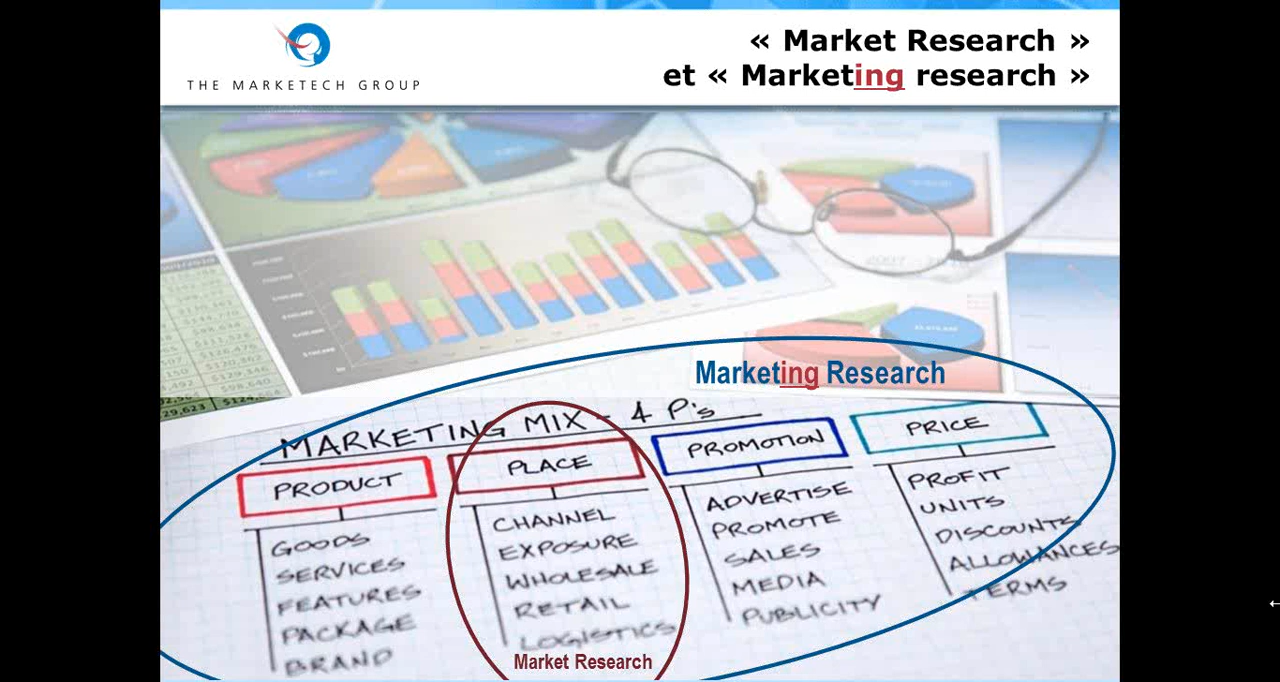 « Market Research »
et « Marketing research »
THE MARKETECH GROUP
Marketing Research
MARKETING MIX - 4 P's
PRODUCT
GOODS
SERVICES
FEATURES
PACKAGE
BRAND
PLACE
CHANNEL
EXPOSURE
WHOLESALE
RETAIL
LOGISTICS
PROMOTION
ADVERTISE
PROMOTE
SALES
MEDIA
PUBLICITY
PRICE
PROFIT
UNITS
DISCOUNTS
ALLOWANCES
TERMS
Market Research